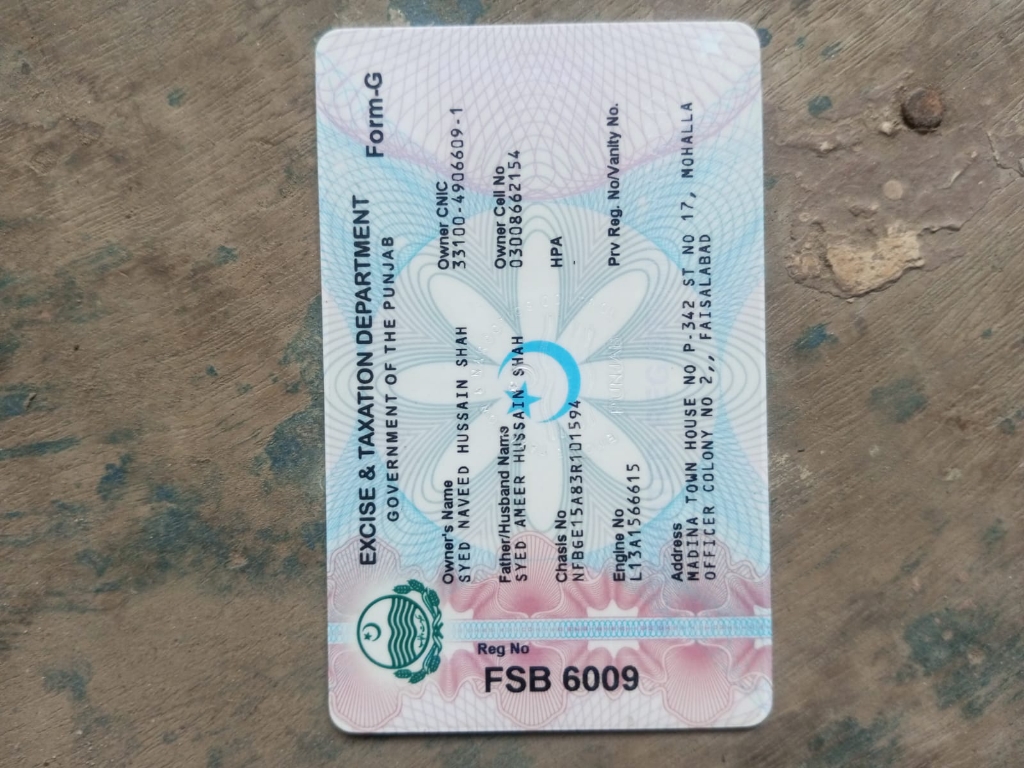 EXCISE & TAXATION DEPARTMENT Form-G
GOVERNMENT OF THE PUNJAB
Owner's Name Owner CNIC
SYED NAVEED HUSSAIN SHAH 33100-4906609-1
Father/Husband Name Owner Cell No
SYED AMEER HUSSAIN SHAH 03008662154
Chasis No HPA
NFBGE15A83R101594 -
Engine No Prv Reg. No/Vanity No.
L13A1566615
Address
MADINA TOWN HOUSE NO P-342 ST NO 17, MOHALLA
OFFICER COLONY NO 2,, FAISALABAD
Reg No
FSB 6009